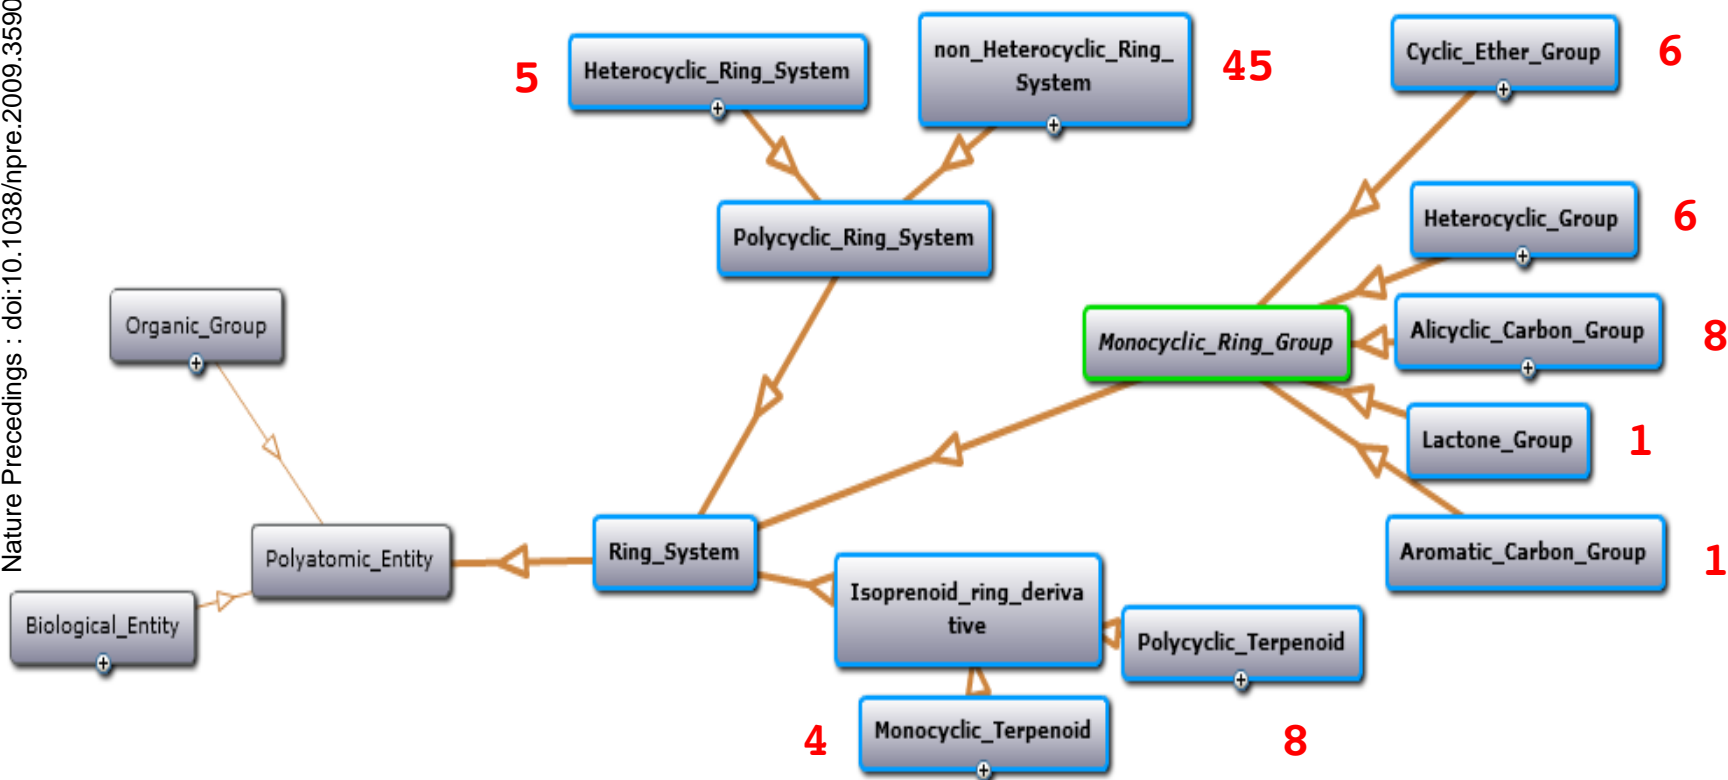 Nature Precedings : doi:10.1038/npre.2009.3590
5
Heterocyclic_Ring_System
non_Heterocyclic_Ring_
System
45
Cyclic_Ether_Group
6
Polycyclic_Ring_System
Heterocyclic_Group
6
Organic_Group
Monocyclic_Ring_Group
Alicyclic_Carbon_Group
8
Lactone_Group
1
Polyatomic_Entity
Ring_System
Aromatic_Carbon_Group
1
Biological_Entity
Isoprenoid_ring_deriva
tive
Polycyclic_Terpenoid
8
4
Monocyclic_Terpenoid